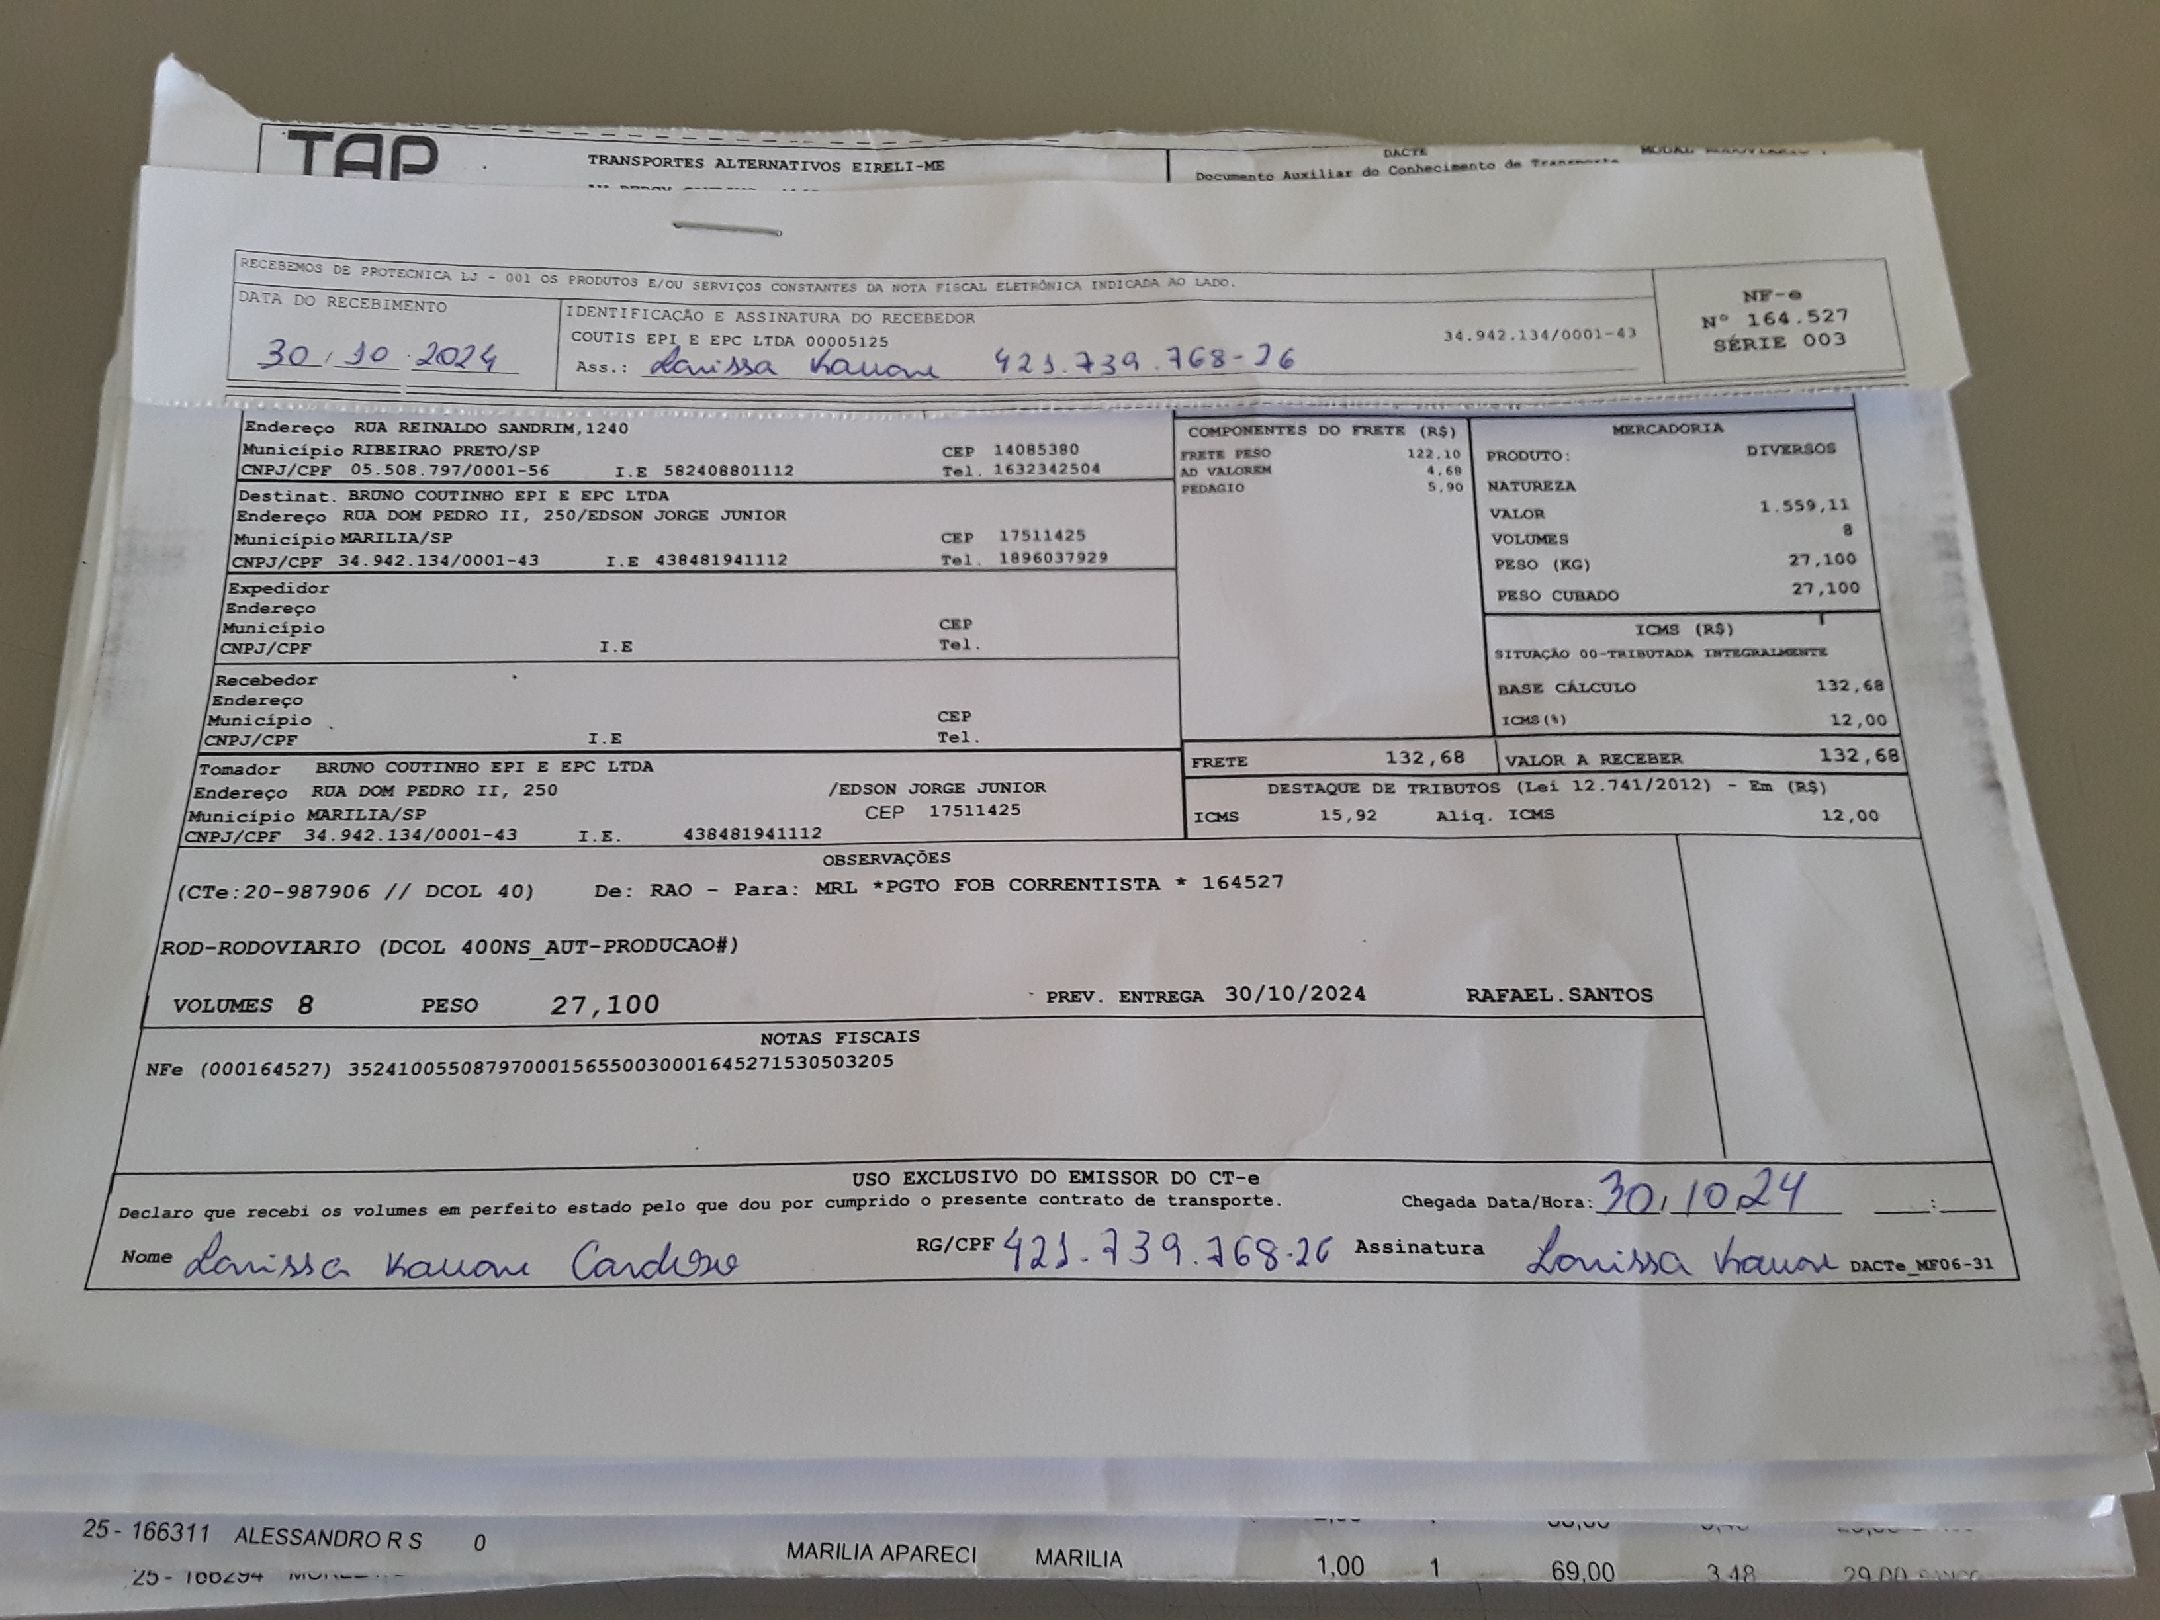 TAP
TRANSPORTES ALTERNATIVOS EIRELI-ME
DACTE
Documento Auxiliar do Conhecimento de Transporte
RECEBEMOS DE PROTECNICA LJ - 001 OS PRODUTOS E/OU SERVIÇOS CONSTANTES DA NOTA FISCAL ELETRÔNICA INDICADA AO LADO.
DATA DO RECEBIMENTO
30/10.2024
IDENTIFICAÇÃO E ASSINATURA DO RECEBEDOR
COUTIS EPI E EPC LTDA 00005125 34.942.134/0001-43
Ass.: Larissa Kauane 421.739.768-26
NF-e
Nº 164.527
SÉRIE 003
Endereço RUA REINALDO SANDRIM,1240
Município RIBEIRAO PRETO/SP CEP 14085380
CNPJ/CPF 05.508.797/0001-56 I.E 582408801112 Tel. 1632342504
Destinat. BRUNO COUTINHO EPI E EPC LTDA
Endereço RUA DOM PEDRO II, 250/EDSON JORGE JUNIOR
Município MARILIA/SP CEP 17511425
CNPJ/CPF 34.942.134/0001-43 I.E 438481941112 Tel. 1896037929
Expedidor
Endereço
Município CEP
CNPJ/CPF I.E Tel.
Recebedor
Endereço
Município CEP
CNPJ/CPF I.E Tel.
Tomador BRUNO COUTINHO EPI E EPC LTDA
Endereço RUA DOM PEDRO II, 250 /EDSON JORGE JUNIOR
Município MARILIA/SP CEP 17511425
CNPJ/CPF 34.942.134/0001-43 I.E. 438481941112
COMPONENTES DO FRETE (R$)
FRETE PESO 122,10
AD VALOREM 4,68
PEDAGIO 5,90
MERCADORIA
PRODUTO: DIVERSOS
NATUREZA
VALOR 1.559,11
VOLUMES 8
PESO (KG) 27,100
PESO CUBADO 27,100
ICMS (R$)
SITUAÇÃO 00-TRIBUTADA INTEGRALMENTE
BASE CÁLCULO 132,68
ICMS(%) 12,00
FRETE 132,68 VALOR A RECEBER 132,68
DESTAQUE DE TRIBUTOS (Lei 12.741/2012) - Em (R$)
ICMS 15,92 Aliq. ICMS 12,00
OBSERVAÇÕES
(CTe:20-987906 // DCOL 40) De: RAO - Para: MRL *PGTO FOB CORRENTISTA * 164527
ROD-RODOVIARIO (DCOL 400NS_AUT-PRODUCAO#)
VOLUMES 8 PESO 27,100 PREV. ENTREGA 30/10/2024 RAFAEL.SANTOS
NOTAS FISCAIS
NFe (000164527) 35241005508797000156550030001645271530503205
USO EXCLUSIVO DO EMISSOR DO CT-e
Declaro que recebi os volumes em perfeito estado pelo que dou por cumprido o presente contrato de transporte. Chegada Data/Hora: 30/10/24 __:__
Nome Larissa Kauane Cardoso RG/CPF 421.739.768-26 Assinatura Larissa Kauane DACTe_MF06-31
25- 166311 ALESSANDRO R S 0 MARILIA APARECI MARILIA 1,00 1 69,00 3,48
25- 166294